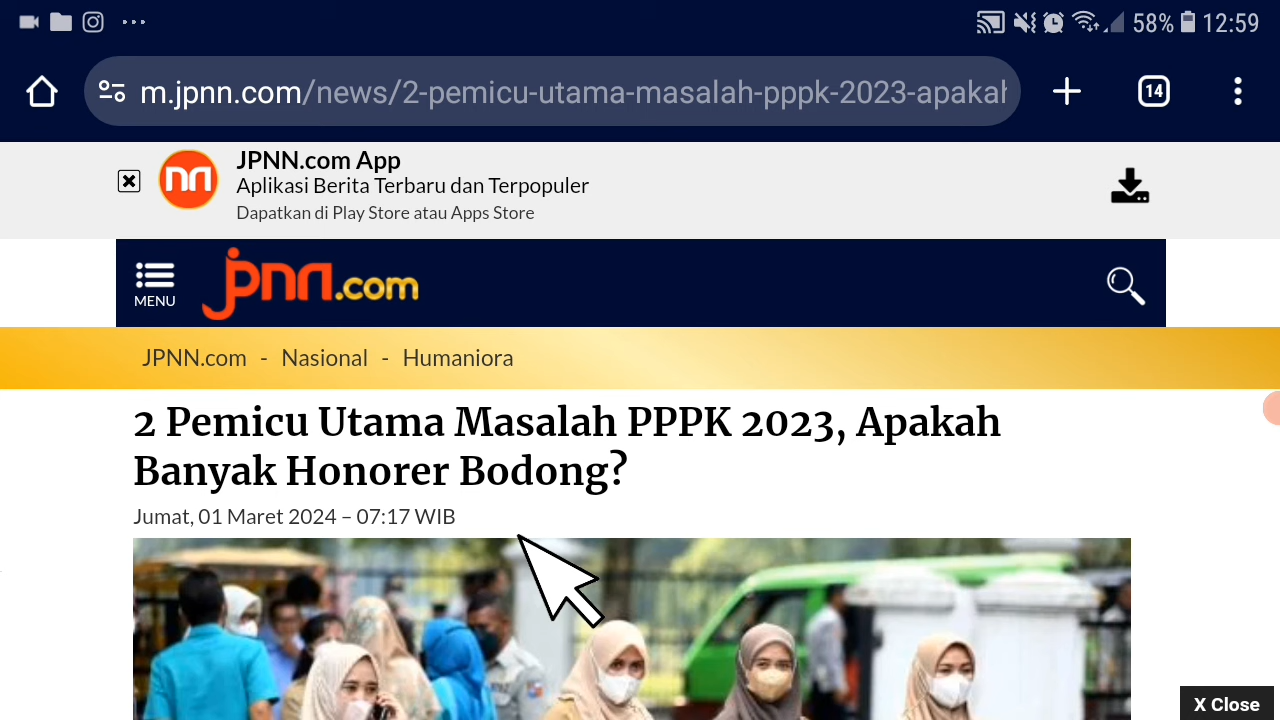 58% 12:59
m.jpnn.com/news/2-pemicu-utama-masalah-pppk-2023-apakah
14
JPNN.com App
Aplikasi Berita Terbaru dan Terpopuler
Dapatkan di Play Store atau Apps Store
MENU
jpnn.com
JPNN.com - Nasional - Humaniora
2 Pemicu Utama Masalah PPPK 2023, Apakah
Banyak Honorer Bodong?
Jumat, 01 Maret 2024 – 07:17 WIB
X Close